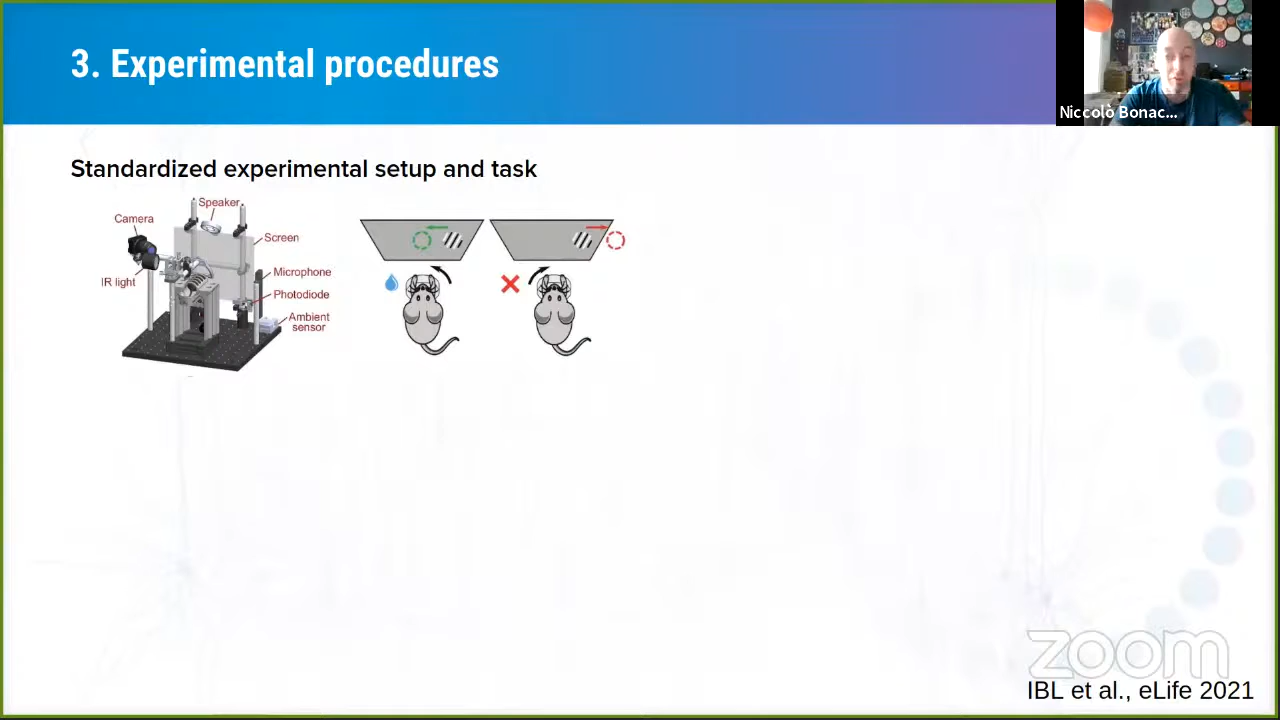 3. Experimental procedures
Niccolò Bonac...
Standardized experimental setup and task
Speaker
Camera
Screen
IR light
Microphone
Photodiode
Ambient
sensor
zoom
IBL et al., eLife 2021